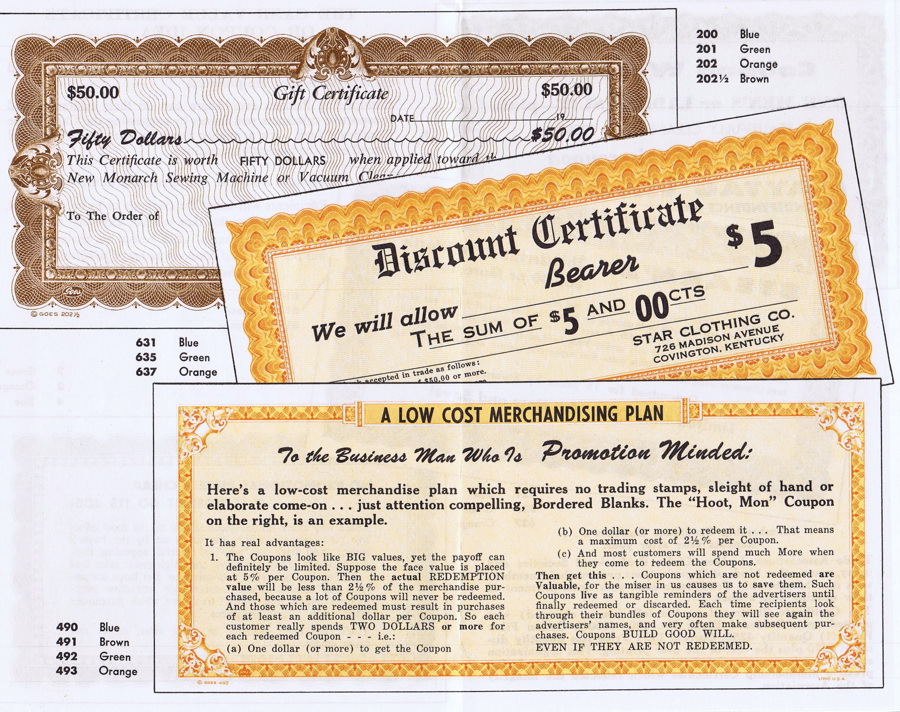 200 Blue
201 Green
202 Orange
202½ Brown
$50.00 Gift Certificate $50.00
DATE 19
Fifty Dollars $50.00
This Certificate is worth FIFTY DOLLARS when applied toward
New Monarch Sewing Machine or Vacuum
To The Order of
Goes
© GOES 202½
Discount Certificate
Bearer $5
We will allow
THE SUM OF $5 AND 00 CTS
STAR CLOTHING CO.
726 MADISON AVENUE
COVINGTON, KENTUCKY
accepted in trade as follows:
of $50.00 or more.
631 Blue
635 Green
637 Orange
A LOW COST MERCHANDISING PLAN
To the Business Man Who Is Promotion Minded:
Here's a low-cost merchandise plan which requires no trading stamps, sleight of hand or
elaborate come-on . . . just attention compelling, Bordered Blanks. The “Hoot, Mon” Coupon
on the right, is an example.
It has real advantages:
1. The Coupons look like BIG values, yet the payoff can
definitely be limited. Suppose the face value is placed
at 5% per Coupon. Then the actual REDEMPTION
value will be less than 2½% of the merchandise pur-
chased, because a lot of Coupons will never be redeemed.
And those which are redeemed must result in purchases
of at least an additional dollar per Coupon. So each
customer really spends TWO DOLLARS or more for
each redeemed Coupon - - - i.e.:
(a) One dollar (or more) to get the Coupon
(b) One dollar (or more) to redeem it . . . That means
a maximum cost of 2½% per Coupon.
(c) And most customers will spend much More when
they come to redeem the Coupons.
Then get this . . . Coupons which are not redeemed are
Valuable, for the miser in us causes us to save them. Such
Coupons live as tangible reminders of the advertisers until
finally redeemed or discarded. Each time recipients look
through their bundles of Coupons they will see again the
advertisers' names, and very often make subsequent pur-
chases. Coupons BUILD GOOD WILL.
EVEN IF THEY ARE NOT REDEEMED.
490 Blue
491 Brown
492 Green
493 Orange
LITHO U.S.A.